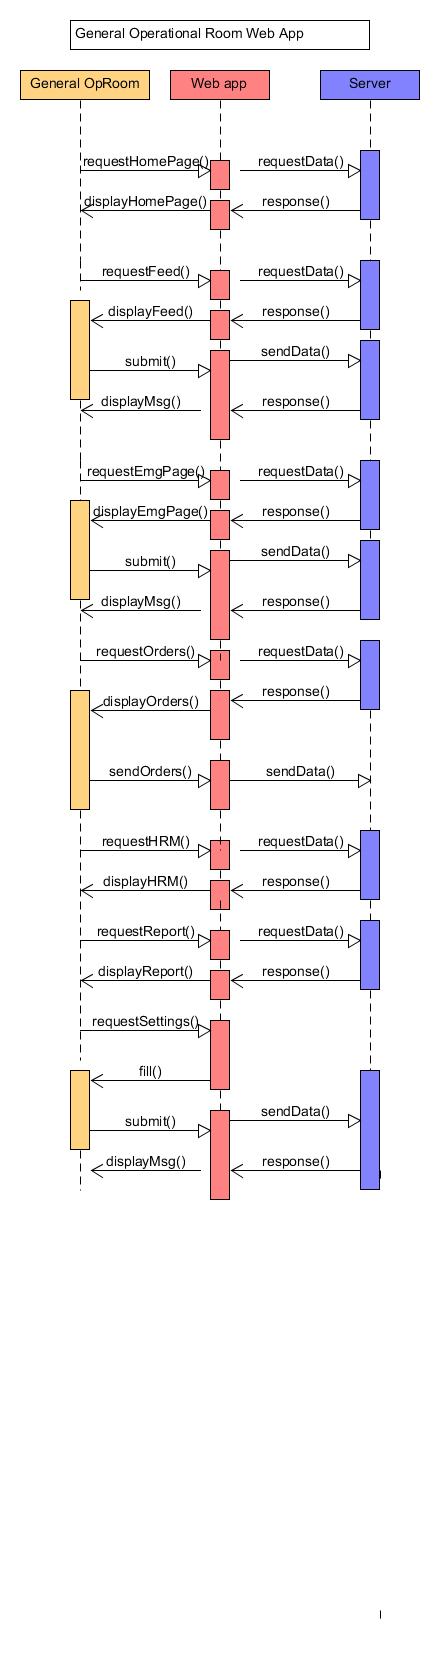 General Operational Room Web App
General OpRoom Web app Server
requestHomePage() requestData()
displayHomePage() response()
requestFeed() requestData()
displayFeed() response()
submit() sendData()
displayMsg() response()
requestEmgPage() requestData()
displayEmgPage() response()
submit() sendData()
displayMsg() response()
requestOrders() requestData()
displayOrders() response()
sendOrders() sendData()
requestHRM() requestData()
displayHRM() response()
requestReport() requestData()
displayReport() response()
requestSettings()
fill()
submit() sendData()
displayMsg() response()